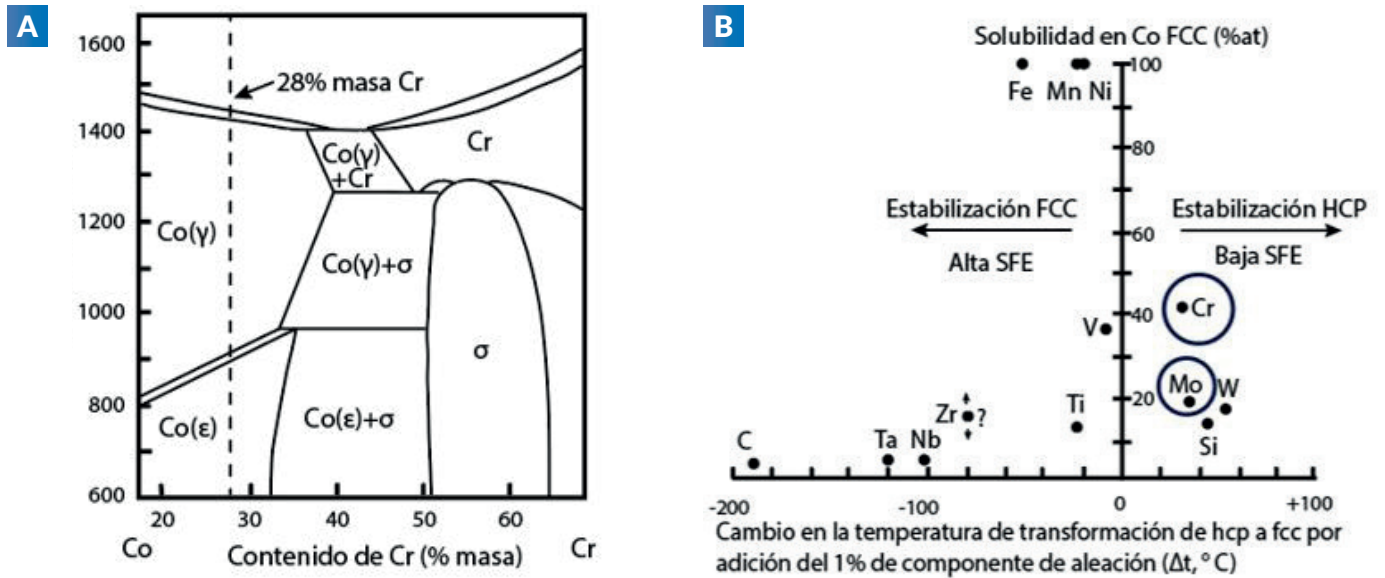 A
1600
1400
1200
1000
800
600
28% masa Cr
Co(γ)
+Cr
Cr
Co(γ)
Co(γ)+σ
σ
Co(ε)+σ
Co(ε)
20 30 40 50 60
Co Contenido de Cr (% masa) Cr
B
Solubilidad en Co FCC (%at)
100
Fe Mn Ni
80
Estabilización FCC Estabilización HCP
60
Alta SFE Baja SFE
40
Cr
V
Mo W
20
Zr ? Ti
Si
C Ta Nb
-200 -100 0 +100
Cambio en la temperatura de transformación de hcp a fcc por
adición del 1% de componente de aleación (Δt, ° C)